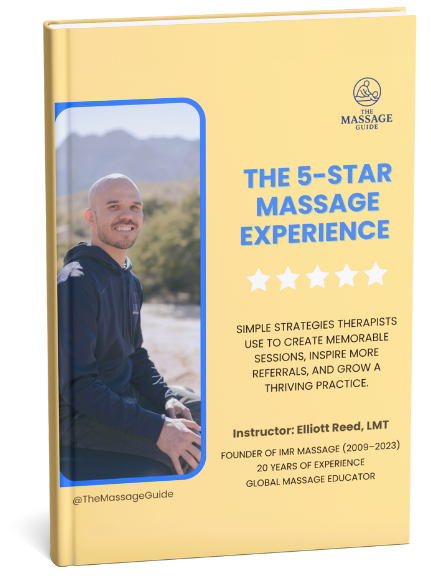 THE
MASSAGE
GUIDE
THE 5-STAR
MASSAGE
EXPERIENCE
SIMPLE STRATEGIES THERAPISTS
USE TO CREATE MEMORABLE
SESSIONS, INSPIRE MORE
REFERRALS, AND GROW A
THRIVING PRACTICE.
Instructor: Elliott Reed, LMT
FOUNDER OF IMR MASSAGE (2009–2023)
20 YEARS OF EXPERIENCE
GLOBAL MASSAGE EDUCATOR
@TheMassageGuide